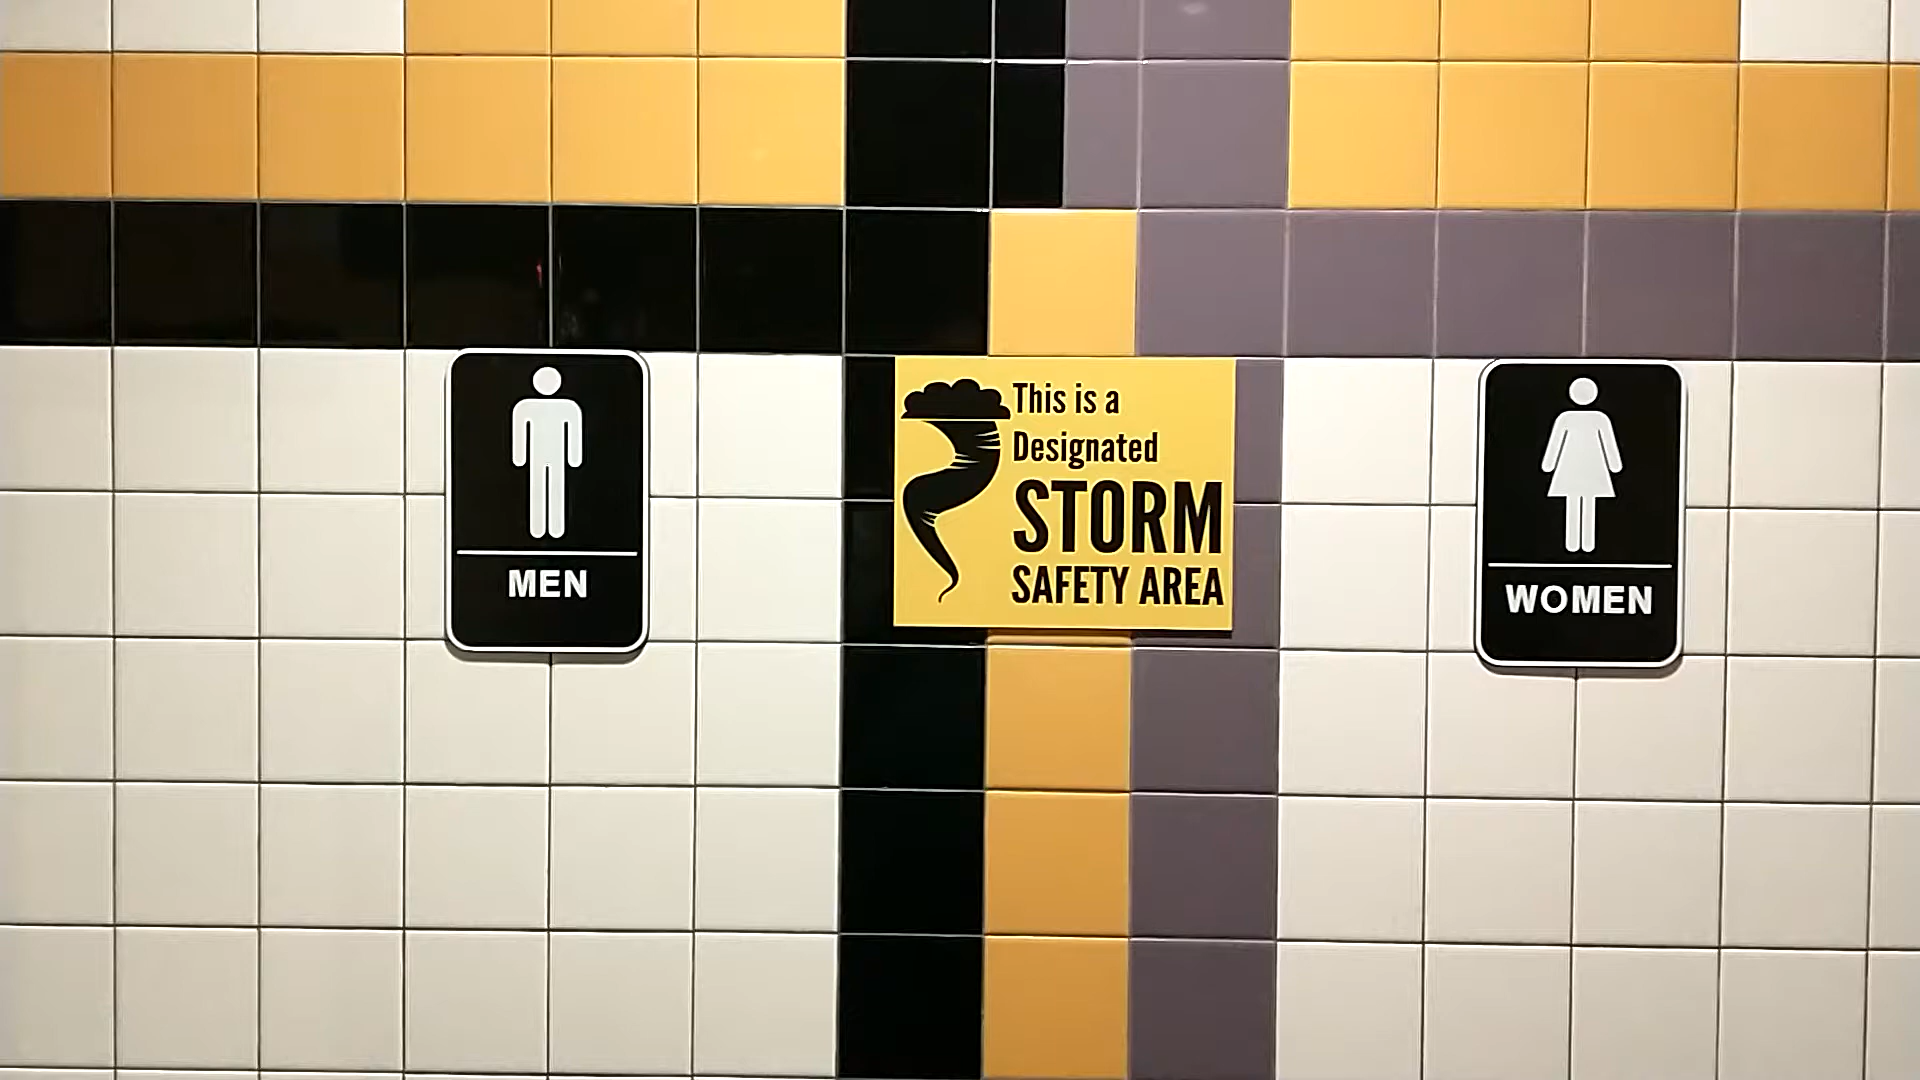 MEN
This is a
Designated
STORM
SAFETY AREA
WOMEN